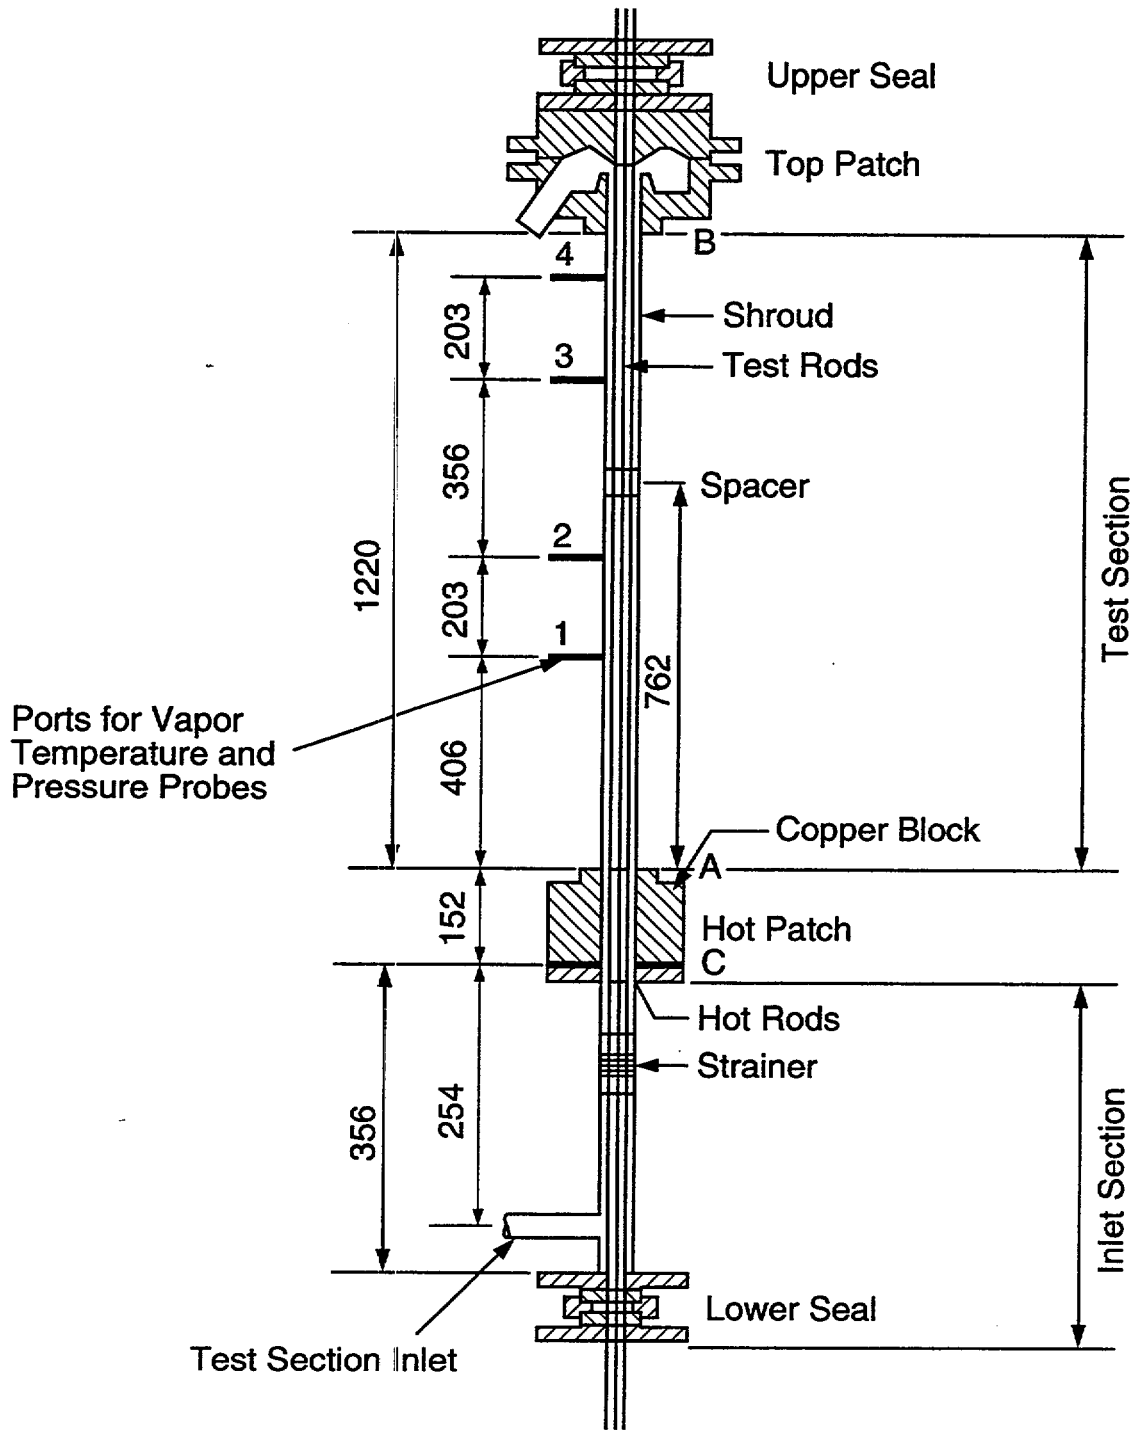 Upper Seal
Top Patch
B
4
203
Shroud
3
Test Rods
356
Spacer
2
1220
203
Test Section
1
762
Ports for Vapor
Temperature and
Pressure Probes
406
Copper Block
A
152
Hot Patch
C
Hot Rods
Strainer
254
356
Inlet Section
Lower Seal
Test Section Inlet